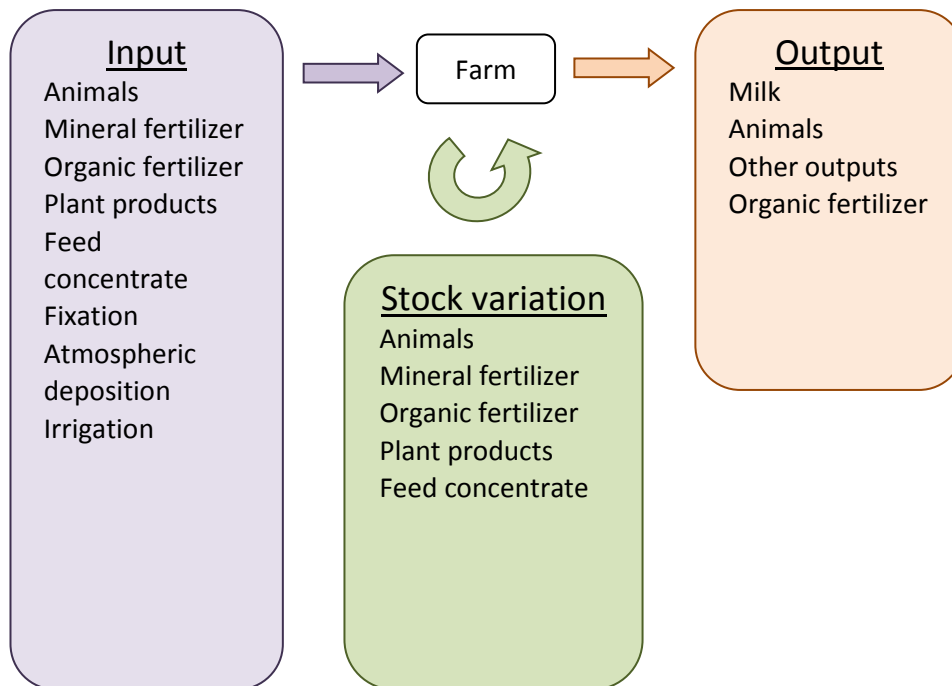 Input
Animals
Mineral fertilizer
Organic fertilizer
Plant products
Feed
concentrate
Fixation
Atmospheric
deposition
Irrigation
Farm
Stock variation
Animals
Mineral fertilizer
Organic fertilizer
Plant products
Feed concentrate
Output
Milk
Animals
Other outputs
Organic fertilizer